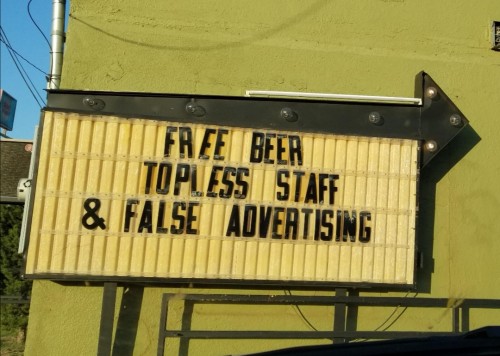 FREE BEER
TOPLESS STAFF
& FALSE ADVERTISING